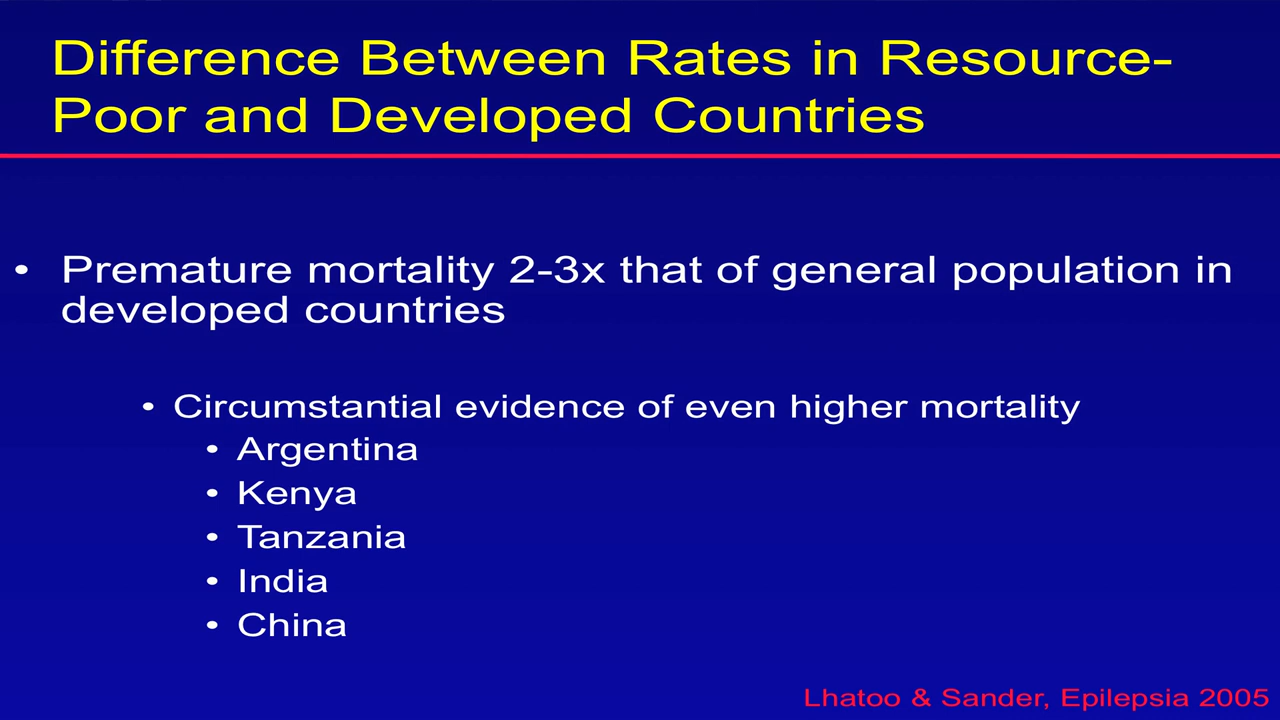 Difference Between Rates in Resource-
Poor and Developed Countries
• Premature mortality 2-3x that of general population in
developed countries
• Circumstantial evidence of even higher mortality
• Argentina
• Kenya
• Tanzania
• India
• China
Lhatoo & Sander, Epilepsia 2005